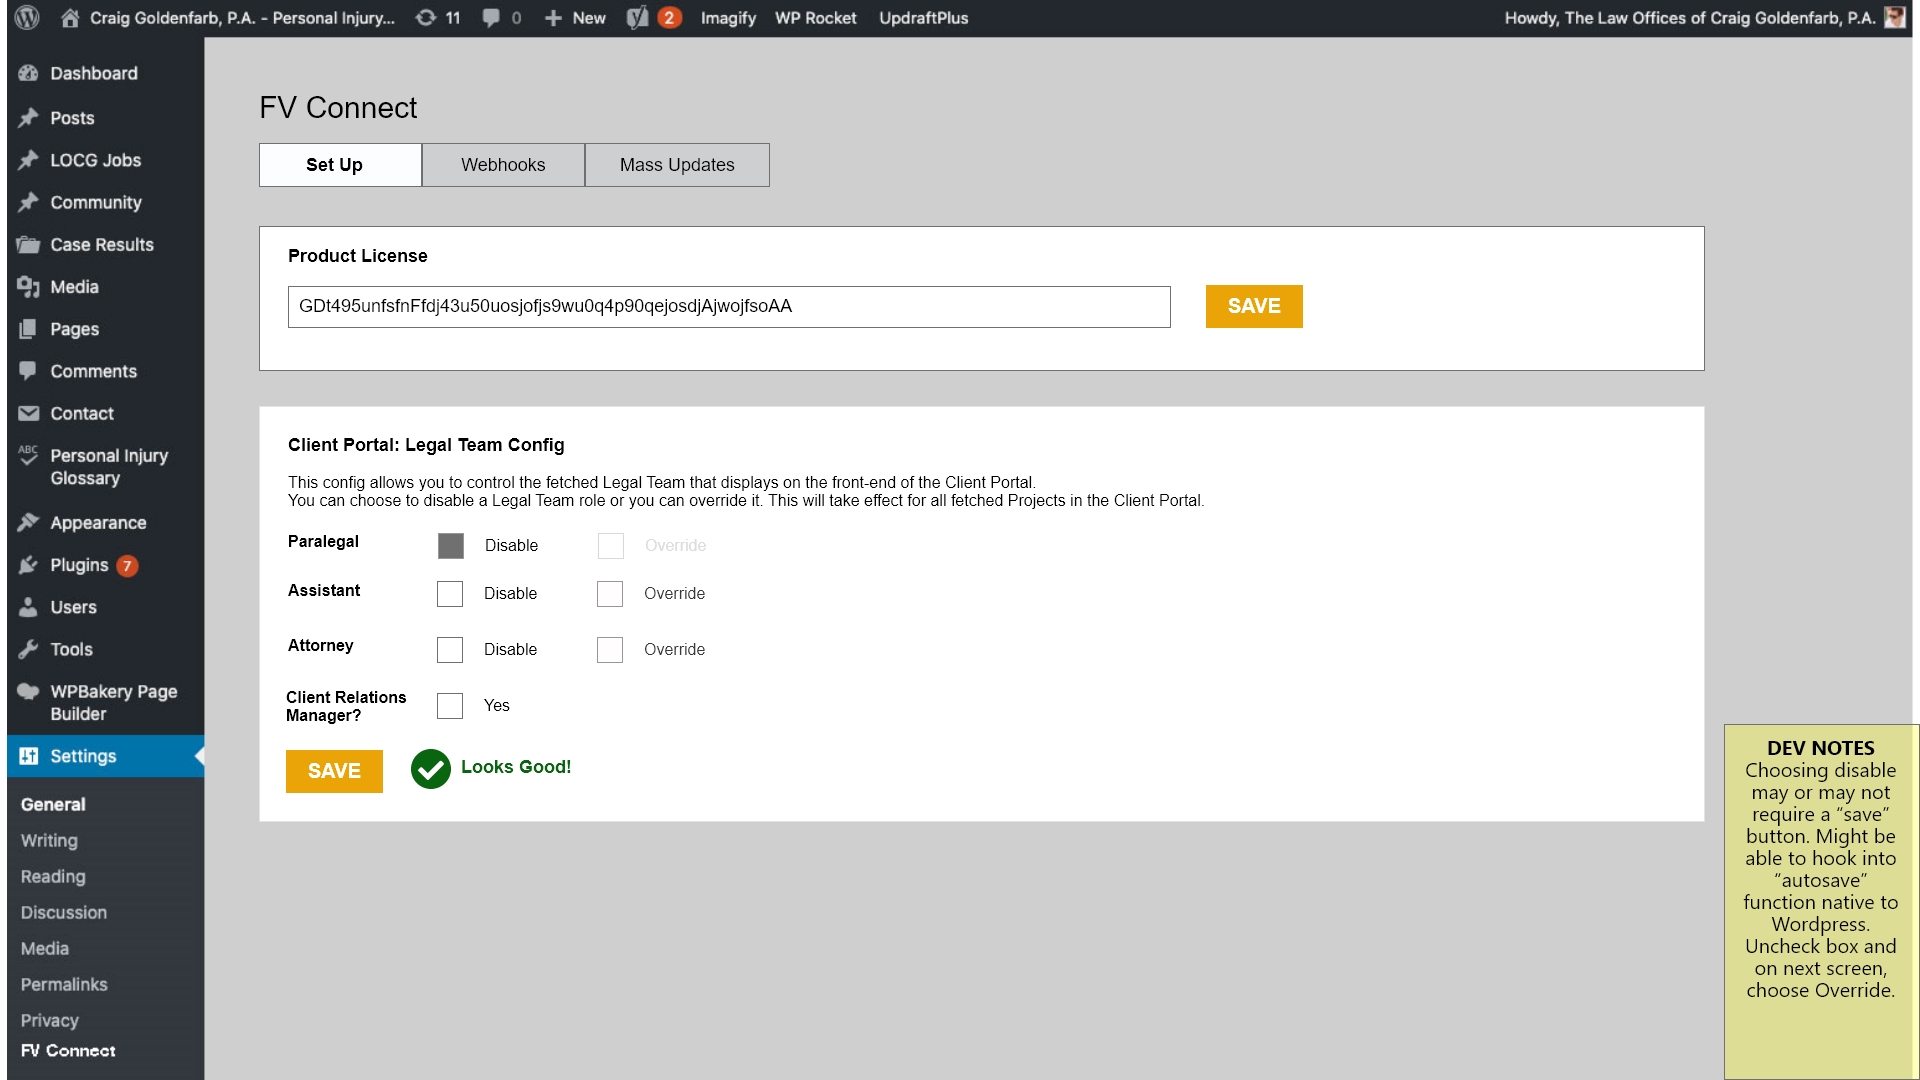 Craig Goldenfarb, P.A. - Personal Injury...
11
0
New
2
Imagify
WP Rocket
UpdraftPlus
Howdy, The Law Offices of Craig Goldenfarb, P.A.
Dashboard
Posts
LOCG Jobs
Community
Case Results
Media
Pages
Comments
Contact
ABC
Personal Injury
Glossary
Appearance
Plugins 7
Users
Tools
WPBakery Page
Builder
Settings
General
Writing
Reading
Discussion
Media
Permalinks
Privacy
FV Connect
FV Connect
Set Up
Webhooks
Mass Updates
Product License
GDt495unfsfnFfdj43u50uosjofjs9wu0q4p90qejosdjAjwojfsoAA
SAVE
Client Portal: Legal Team Config
This config allows you to control the fetched Legal Team that displays on the front-end of the Client Portal.
You can choose to disable a Legal Team role or you can override it. This will take effect for all fetched Projects in the Client Portal.
Paralegal Disable Override
Assistant Disable Override
Attorney Disable Override
Client Relations
Manager?
Yes
SAVE
Looks Good!
DEV NOTES
Choosing disable
may or may not
require a “save”
button. Might be
able to hook into
“autosave”
function native to
Wordpress.
Uncheck box and
on next screen,
choose Override.